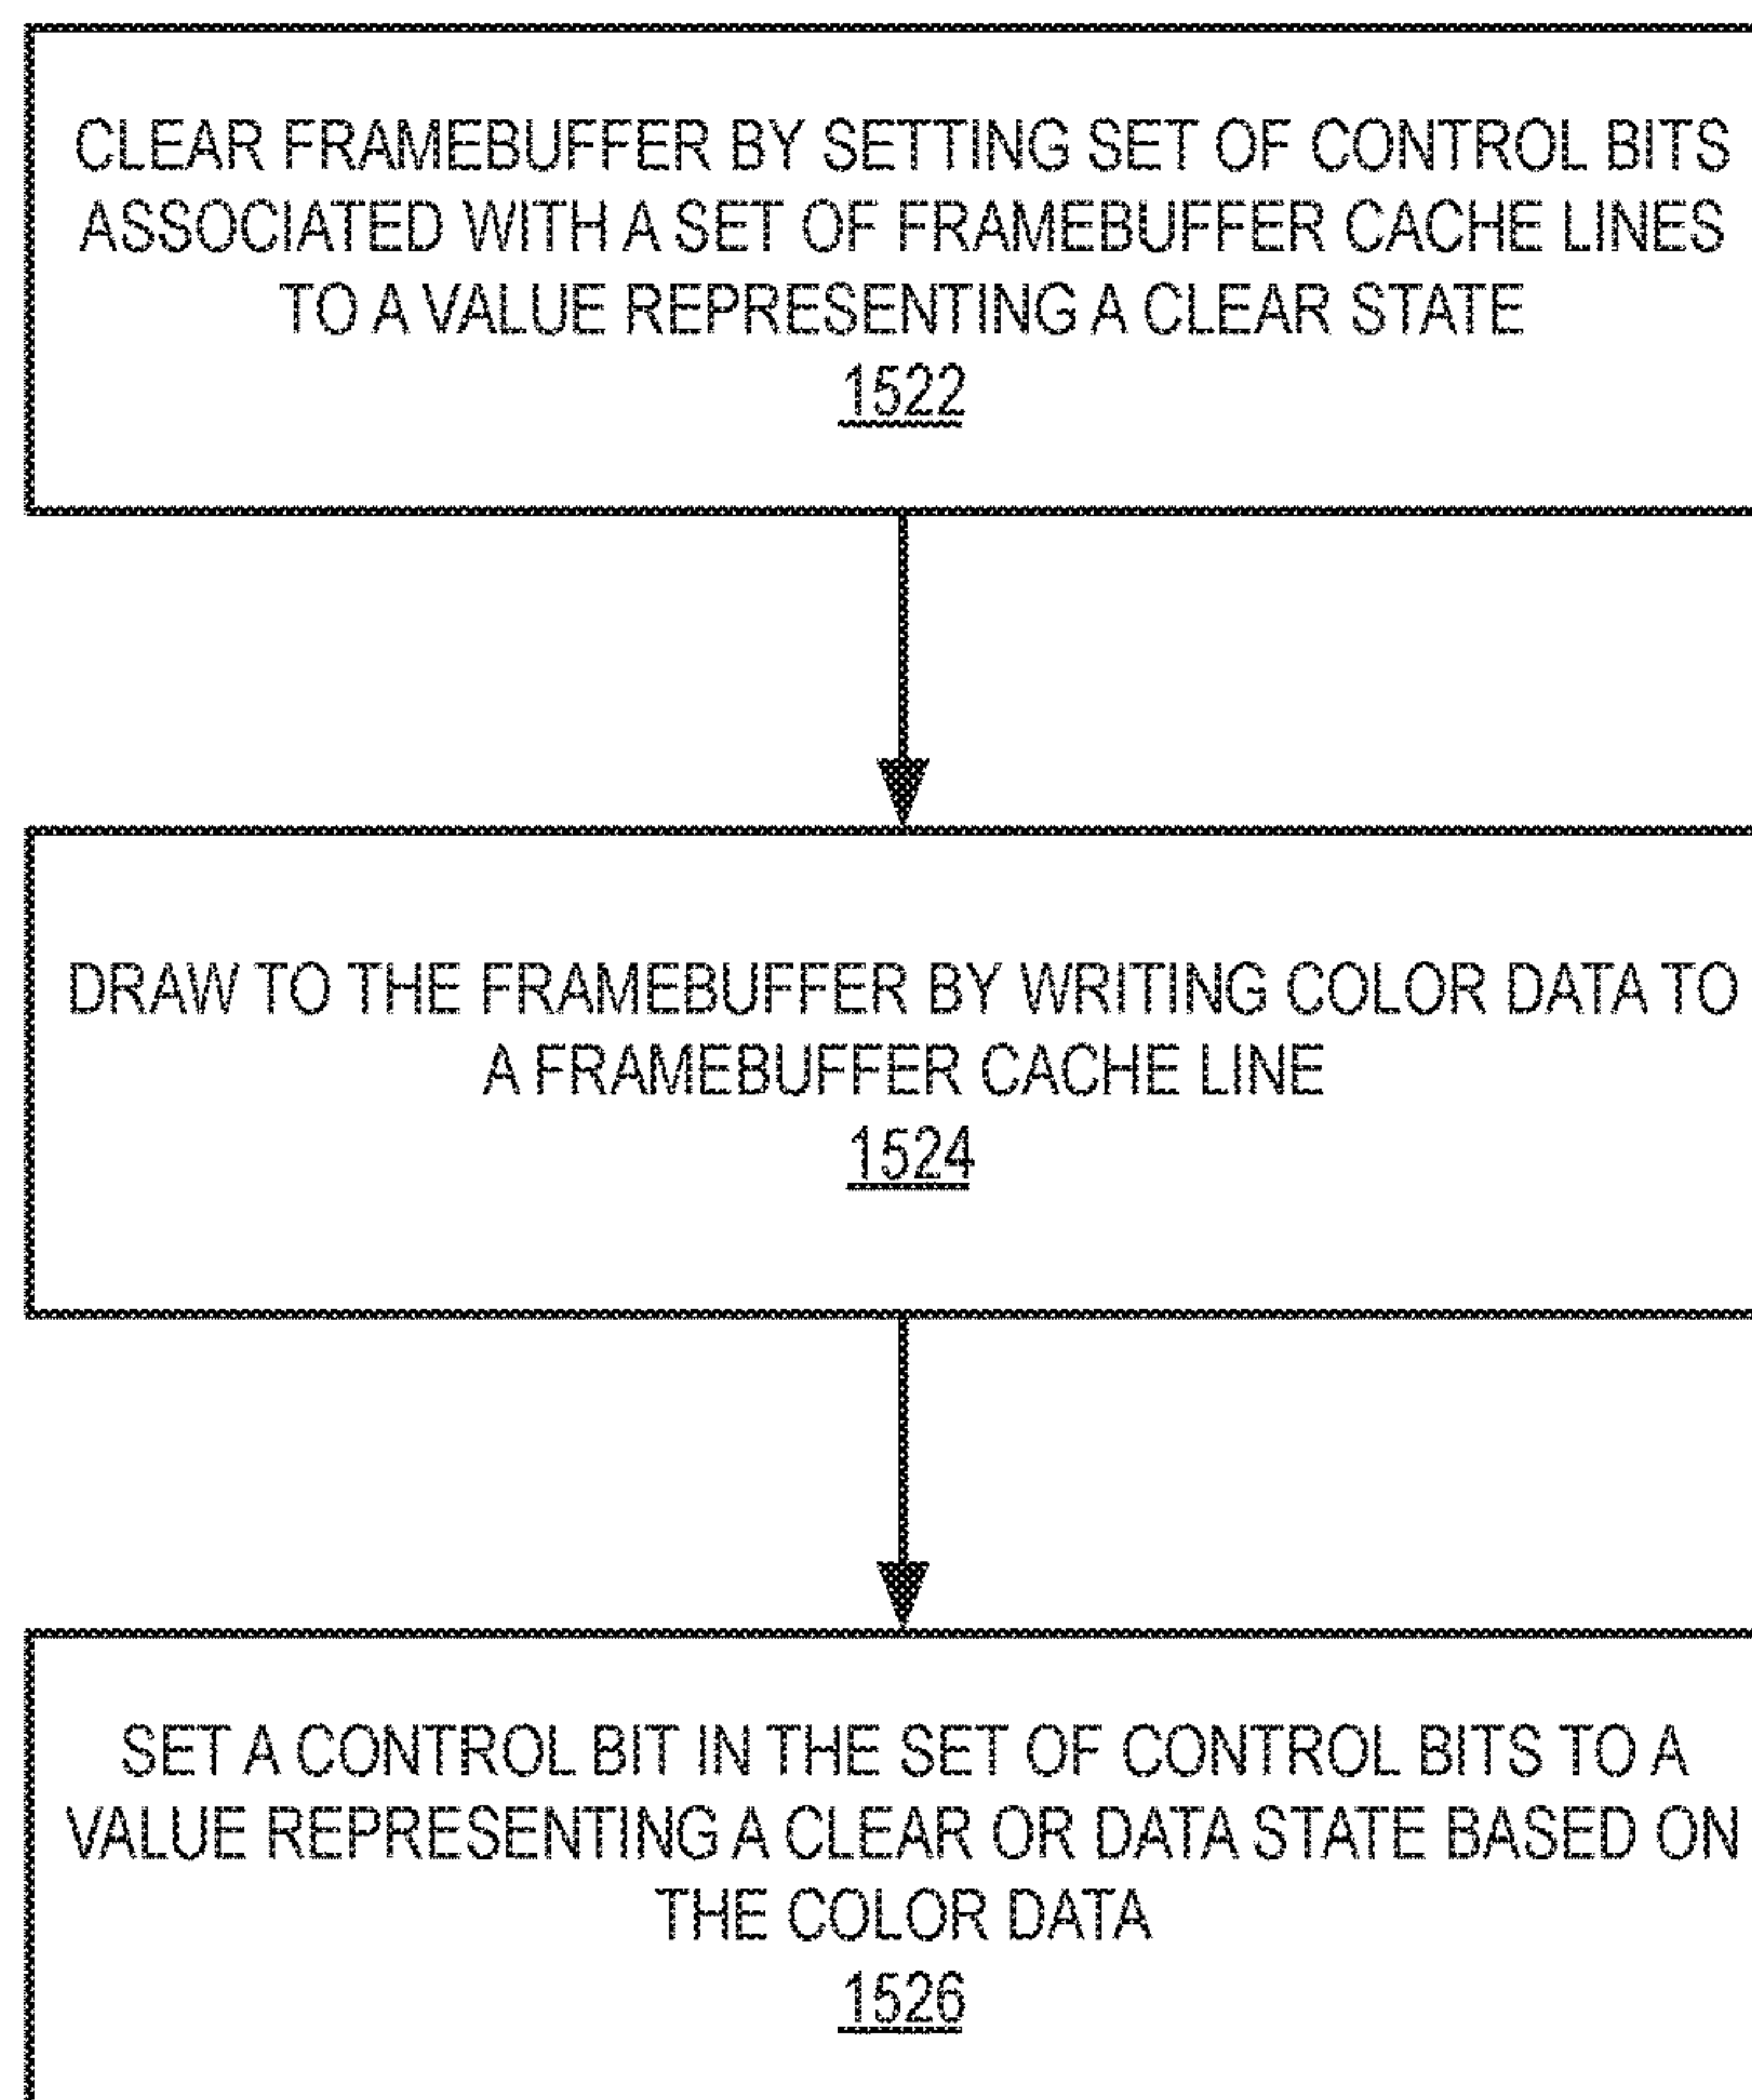 CLEAR FRAMEBUFFER BY SETTING SET OF CONTROL BITS
ASSOCIATED WITH A SET OF FRAMEBUFFER CACHE LINES
TO A VALUE REPRESENTING A CLEAR STATE
1522
DRAW TO THE FRAMEBUFFER BY WRITING COLOR DATA TO
A FRAMEBUFFER CACHE LINE
1524
SET A CONTROL BIT IN THE SET OF CONTROL BITS TO A
VALUE REPRESENTING A CLEAR OR DATA STATE BASED ON
THE COLOR DATA
1526